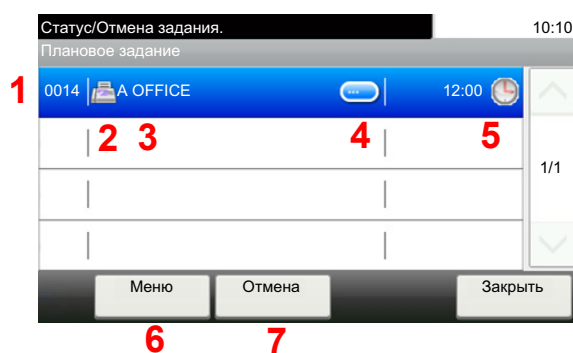 Статус/Отмена задания. 10:10
Плановое задание
1 0014 A OFFICE ... 12:00
2 3 4 5
1/1
Меню Отмена Закрыть
6 7